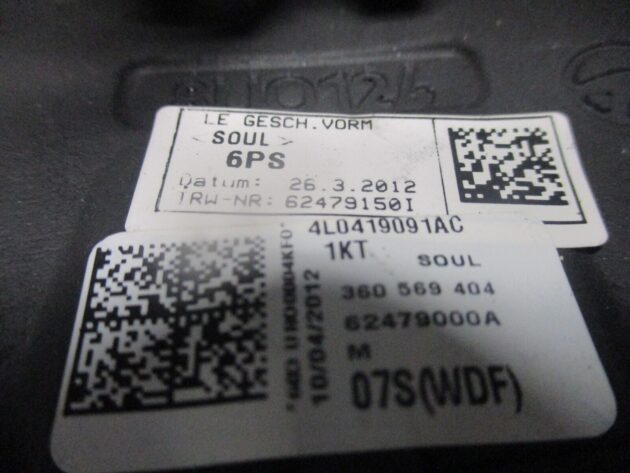 LE GESCH.VORM
< SOUL >
6PS
Datum: 26.3.2012
TRW-NR: 62479150I
4L0419091AC
1KT SOUL
360 569 404
62479000A
M
07S(WDF)
10/04/2012